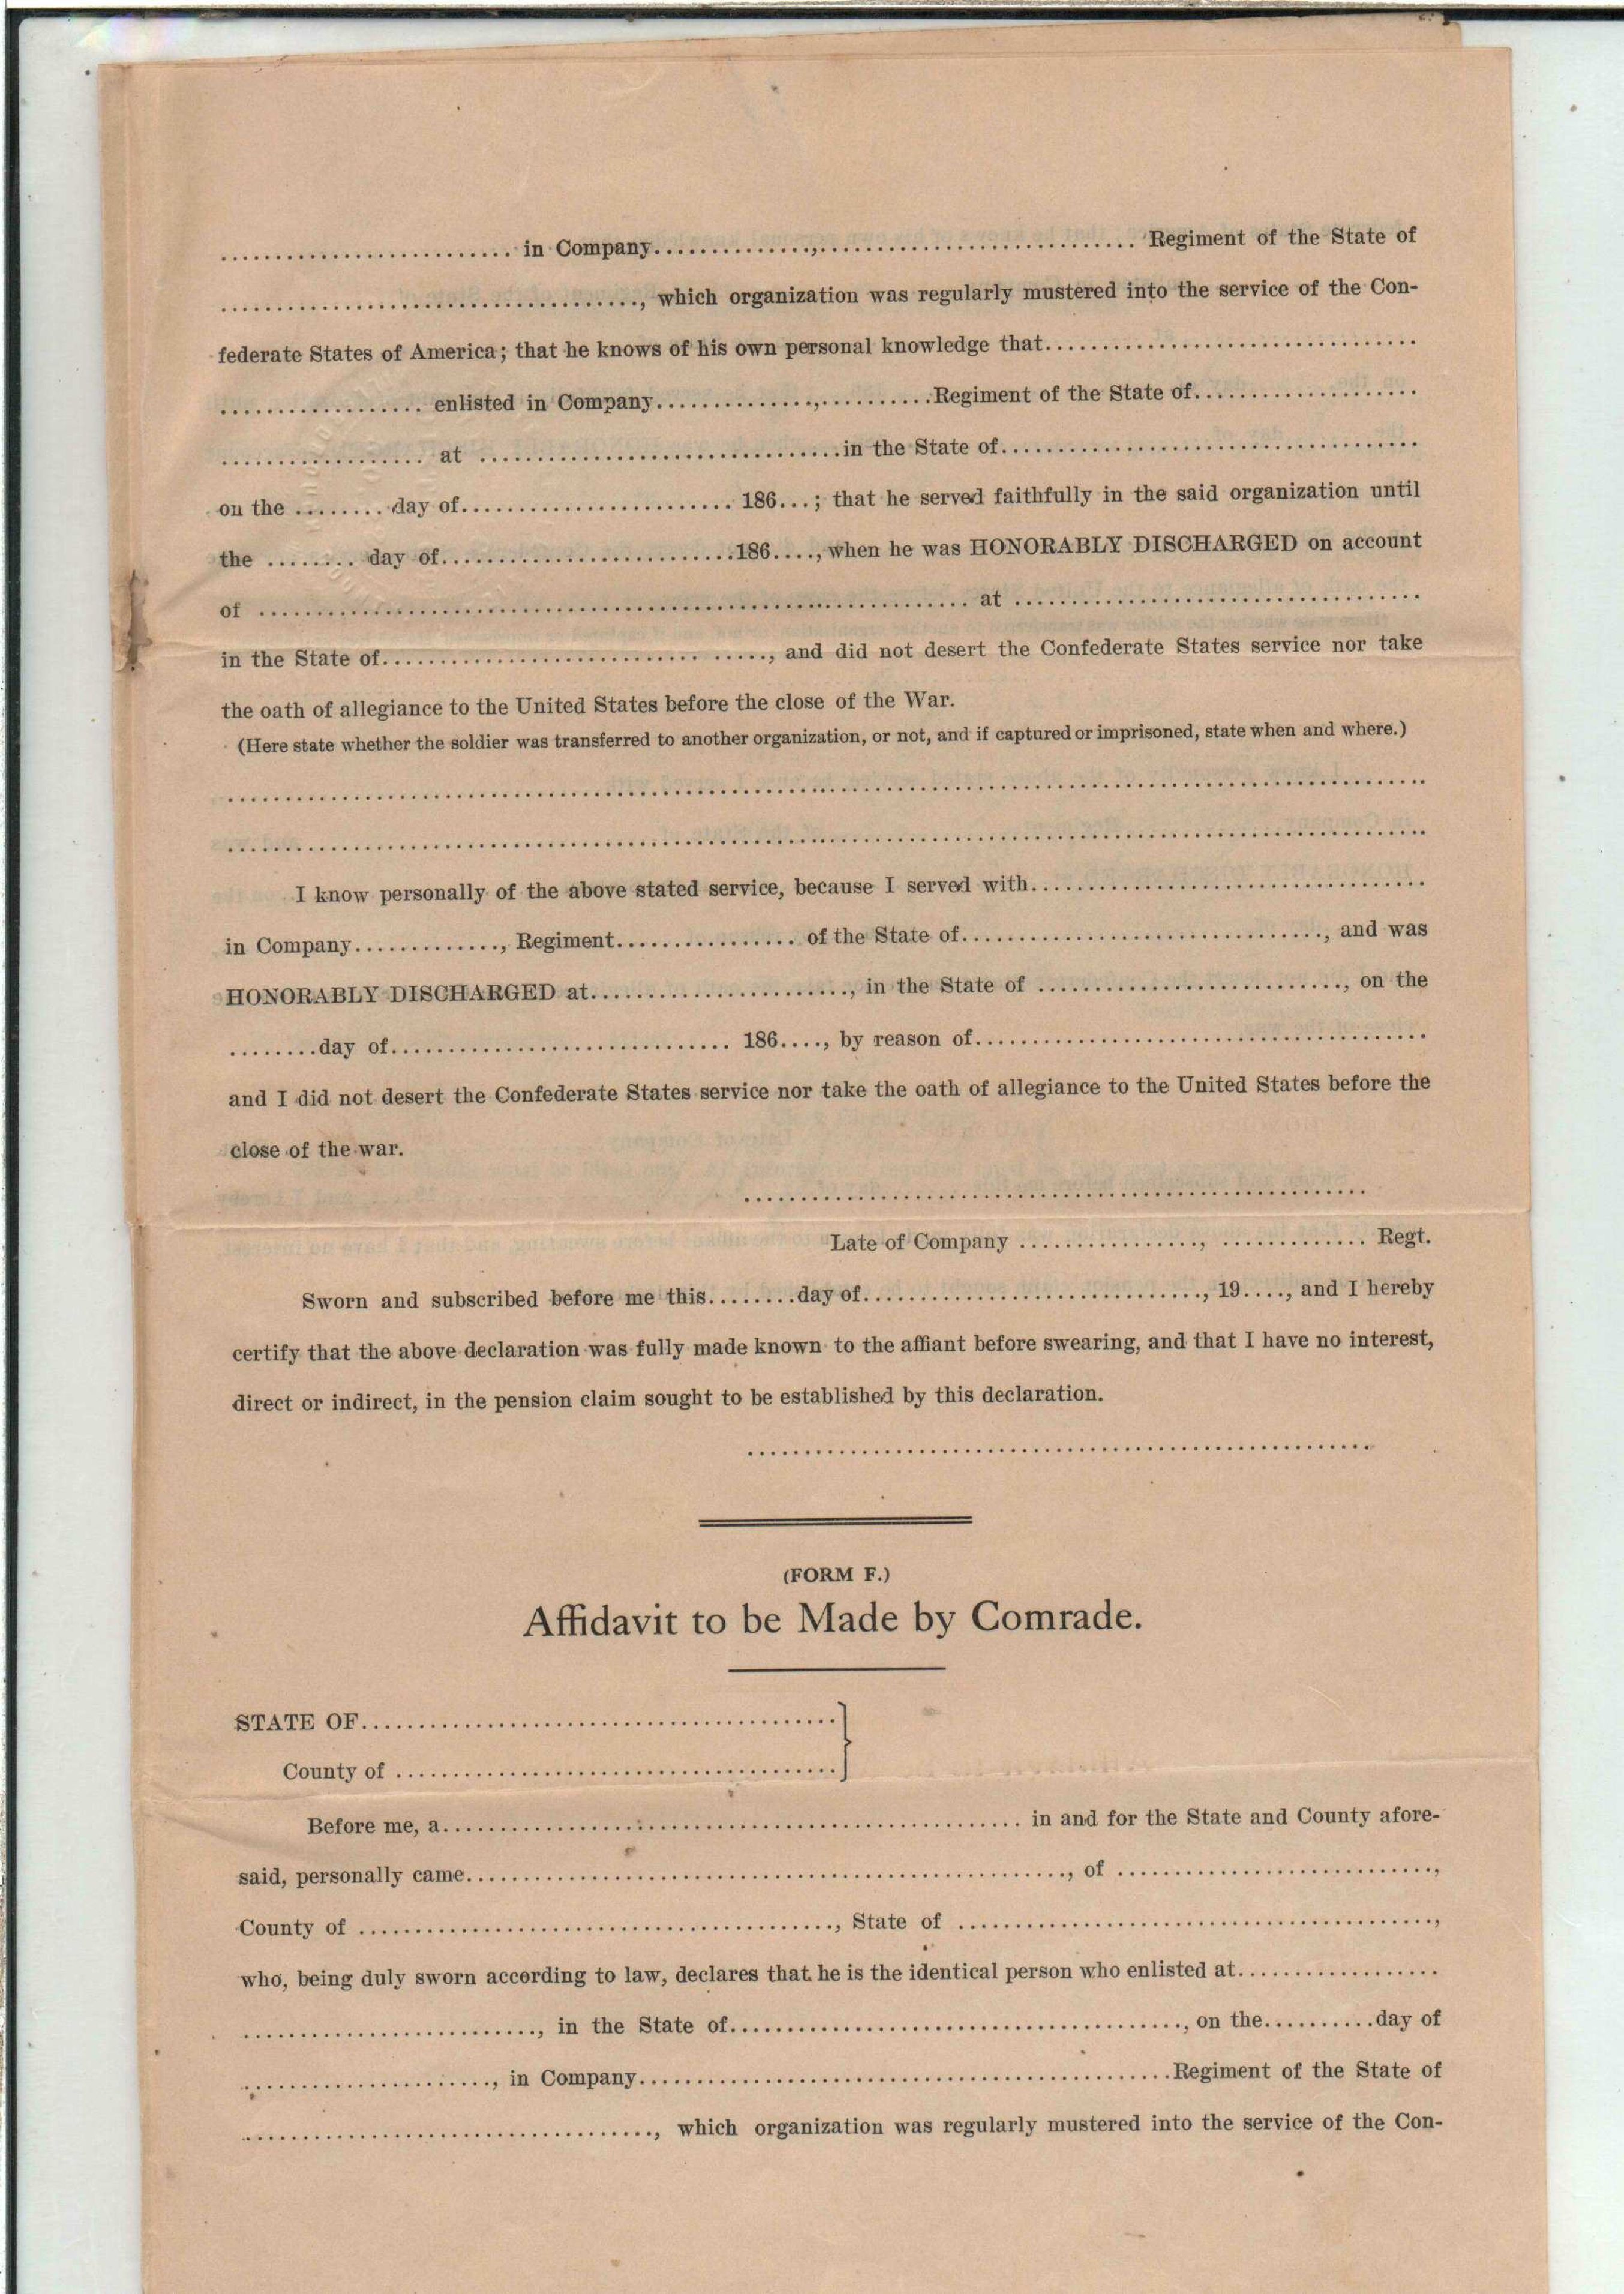 ........................ in Company..............,............................ Regiment of the State of
...................................., which organization was regularly mustered into the service of the Con-
federate States of America; that he knows of his own personal knowledge that................................
.................. enlisted in Company..............,..........Regiment of the State of....................
.................. at ................................in the State of....................................
on the ........ day of........................ 186...; that he served faithfully in the said organization until
the ........ day of..........................186...., when he was HONORABLY DISCHARGED on account
of .............................................................. at ....................................
in the State of............................ ....., and did not desert the Confederate States service nor take
the oath of allegiance to the United States before the close of the War.
(Here state whether the soldier was transferred to another organization, or not, and if captured or imprisoned, state when and where.)
........................................................................................................
........................................................................................................
I know personally of the above stated service, because I served with..................................
in Company............., Regiment................ of the State of................................, and was
HONORABLY DISCHARGED at......................., in the State of ..........................., on the
........day of.............................. 186...., by reason of........................................
and I did not desert the Confederate States service nor take the oath of allegiance to the United States before the
close of the war.
......................................................
Late of Company ................, ............. Regt.
Sworn and subscribed before me this........day of.............................., 19...., and I hereby
certify that the above declaration was fully made known to the affiant before swearing, and that I have no interest,
direct or indirect, in the pension claim sought to be established by this declaration.
......................................................
(FORM F.)
Affidavit to be Made by Comrade.
STATE OF..........................................}
County of .......................................
Before me, a.................................................. in and for the State and County afore-
said, personally came...................................................., of ............................,
County of .........................................., State of ..........................................,
who, being duly sworn according to law, declares that he is the identical person who enlisted at..................
.........................., in the State of......................................., on the..........day of
......................, in Company...............................................Regiment of the State of
...................................., which organization was regularly mustered into the service of the Con-